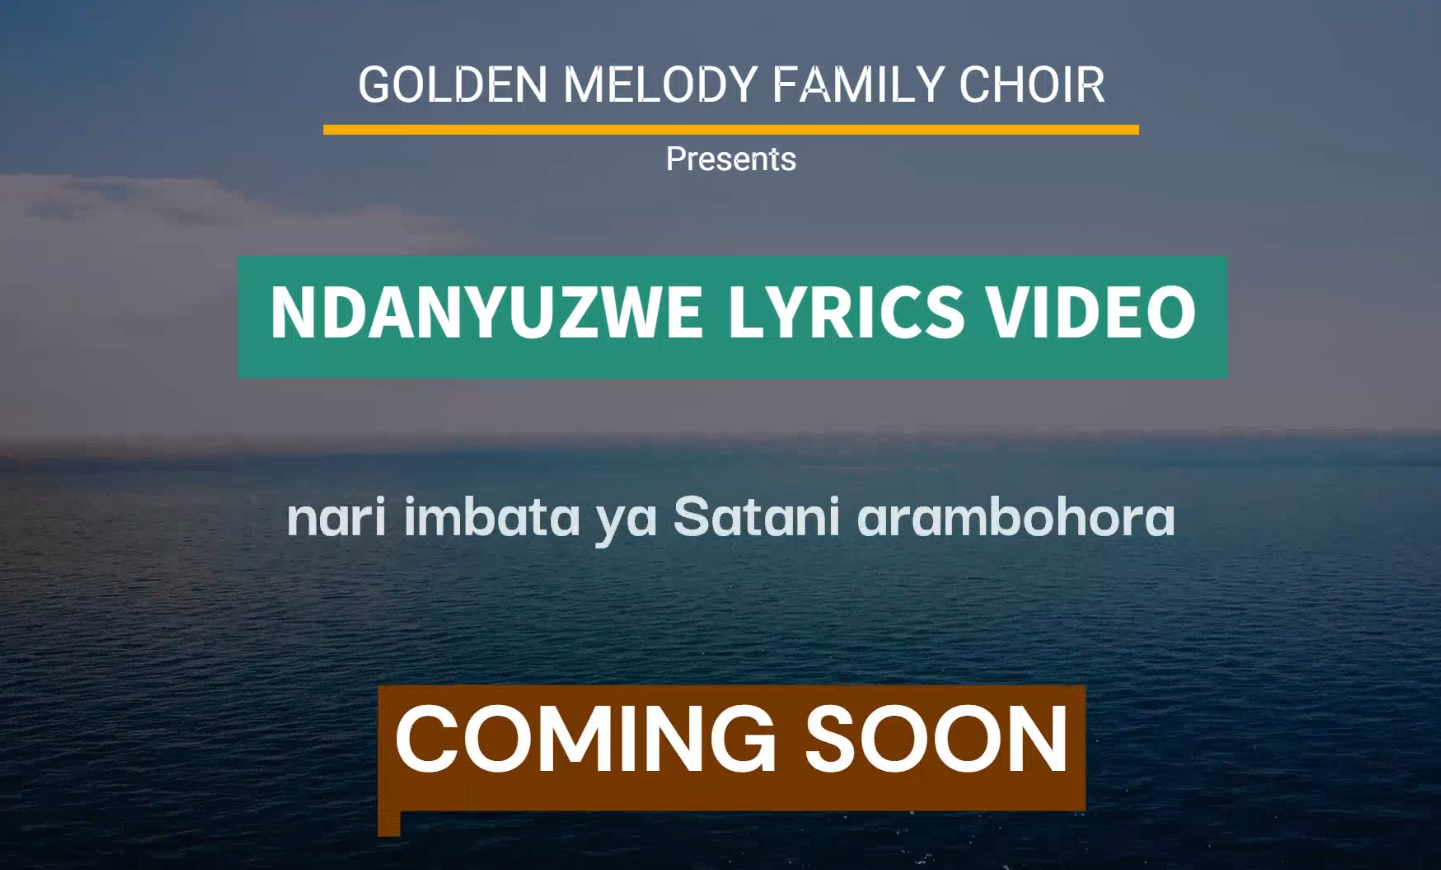 GOLDEN MELODY FAMILY CHOIR
Presents
NDANYUZWE LYRICS VIDEO
nari imbata ya Satani arambohora
COMING SOON